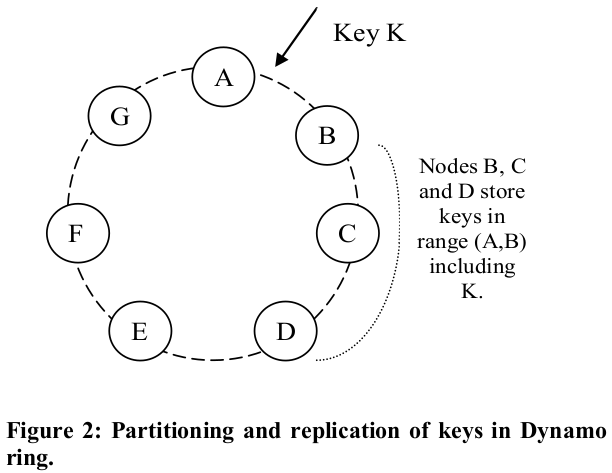 Key K
A
B
G
Nodes B, C
and D store
keys in
range (A,B)
including
K.
F
C
E
D
Figure 2: Partitioning and replication of keys in Dynamo
ring.